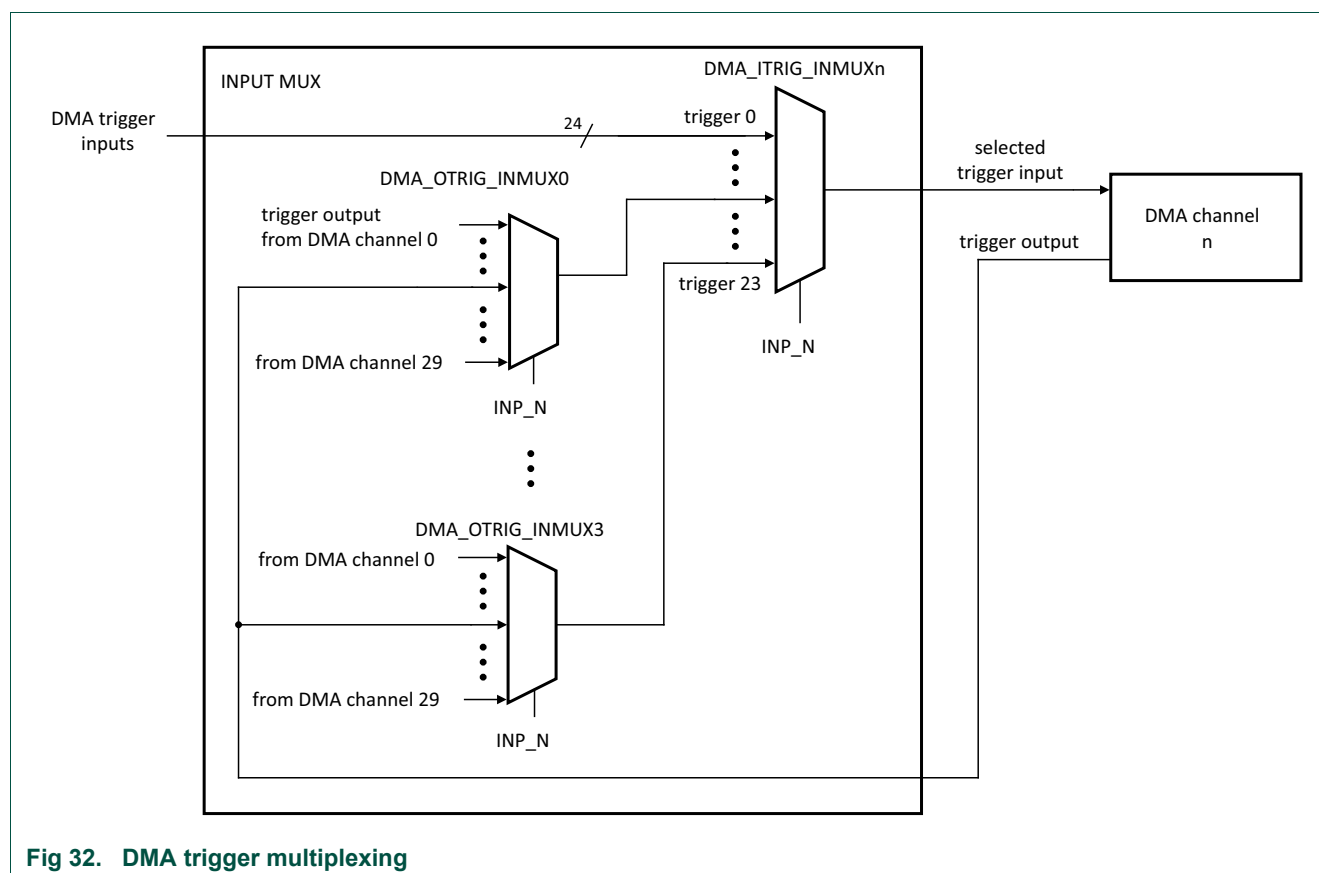 INPUT MUX
DMA_ITRIG_INMUXn
DMA trigger
inputs
24
trigger 0
DMA_OTRIG_INMUX0
trigger output
from DMA channel 0
selected
trigger input
DMA channel
n
trigger output
trigger 23
INP_N
from DMA channel 29
INP_N
DMA_OTRIG_INMUX3
from DMA channel 0
from DMA channel 29
INP_N
Fig 32. DMA trigger multiplexing